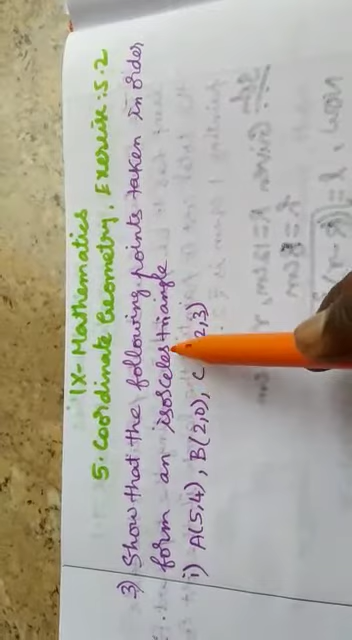 IX - Mathematics
5. Coordinate Geometry, Exercise : 5.2
3) Show that the following points taken in order
form an isosceles triangle
i) A(5,4), B(2,0), C 2,3)